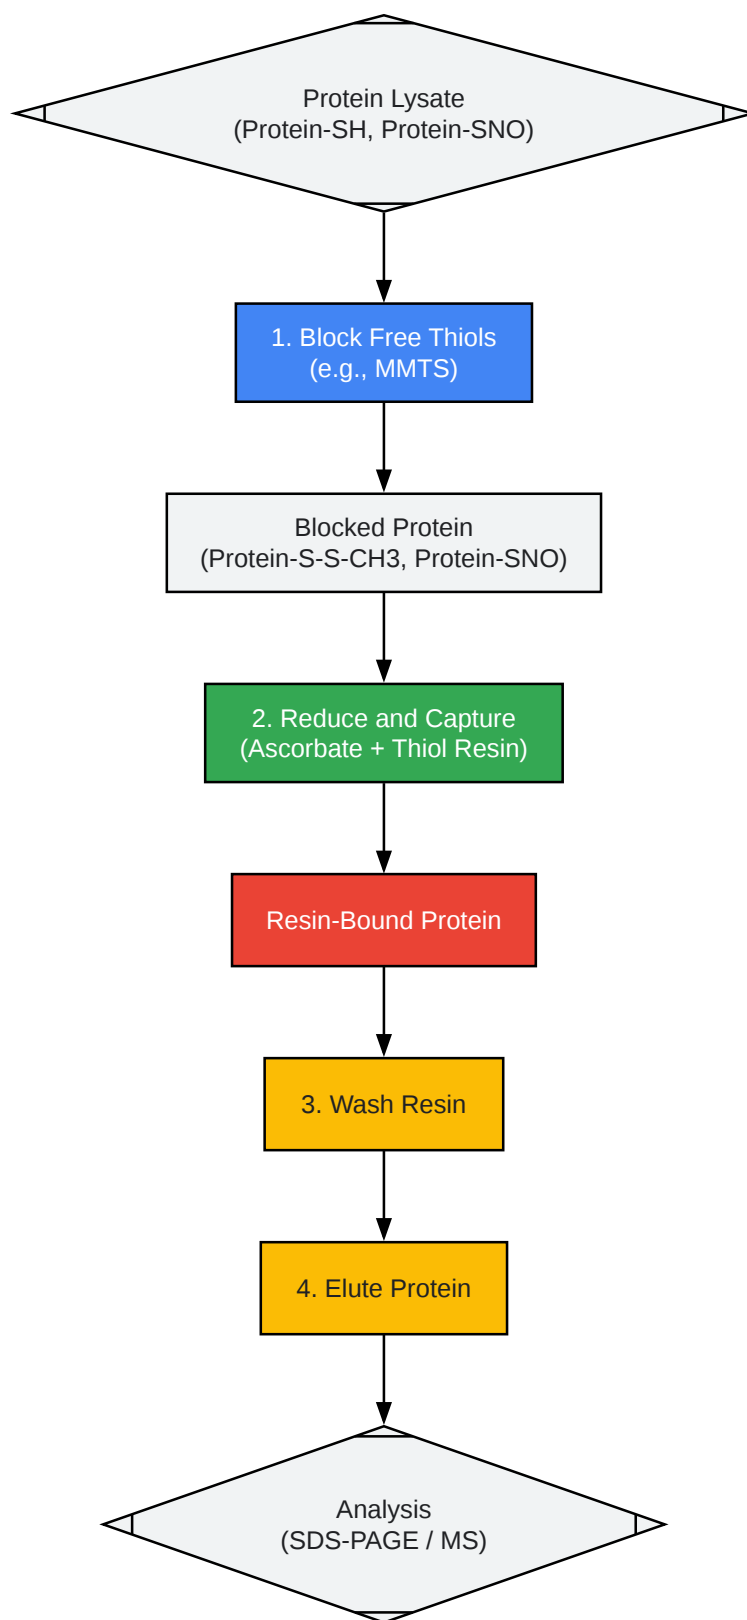 Protein Lysate
(Protein-SH, Protein-SNO)
1. Block Free Thiols
(e.g., MMTS)
Blocked Protein
(Protein-S-S-CH3, Protein-SNO)
2. Reduce and Capture
(Ascorbate + Thiol Resin)
Resin-Bound Protein
3. Wash Resin
4. Elute Protein
Analysis
(SDS-PAGE / MS)